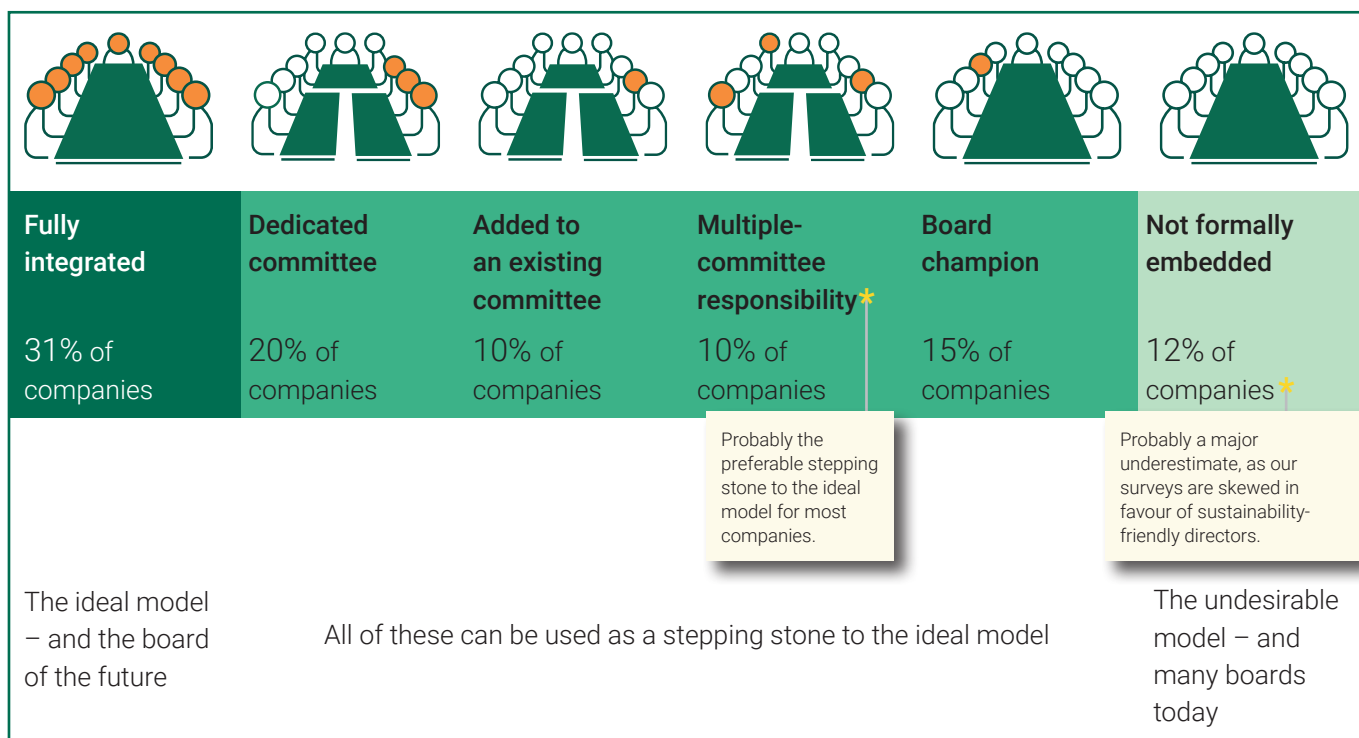 Fully
integrated
31% of
companies
Dedicated
committee
20% of
companies
Added to
an existing
committee
10% of
companies
Multiple-
committee
responsibility*
10% of
companies
Board
champion
15% of
companies
Not formally
embedded
12% of
companies*
Probably the
preferable stepping
stone to the ideal
model for most
companies.
Probably a major
underestimate, as our
surveys are skewed in
favour of sustainability-
friendly directors.
The ideal model
– and the board
of the future
All of these can be used as a stepping stone to the ideal model
The undesirable
model – and
many boards
today